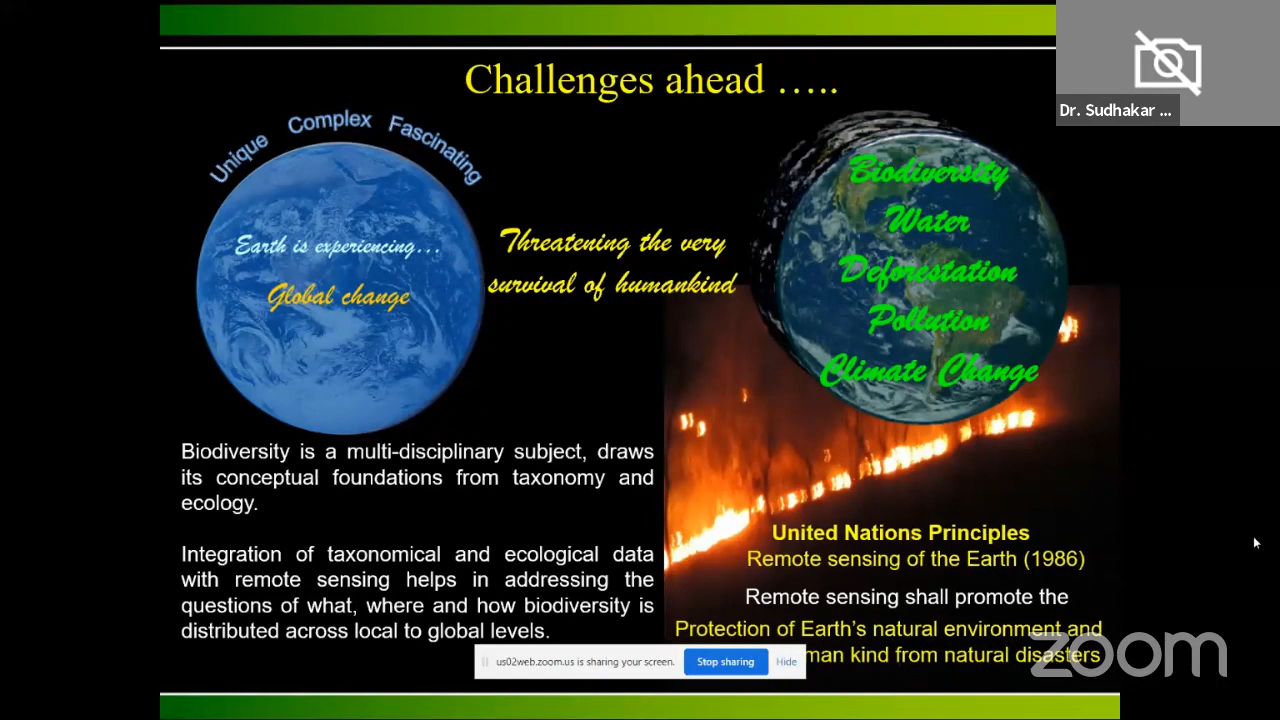 Challenges ahead …..
Dr. Sudhakar ...
Unique Complex Fascinating
Earth is experiencing...
Global change
Threatening the very
survival of humankind
Biodiversity
Water
Deforestation
Pollution
Climate Change
Biodiversity is a multi-disciplinary subject, draws
its conceptual foundations from taxonomy and
ecology.
Integration of taxonomical and ecological data
with remote sensing helps in addressing the
questions of what, where and how biodiversity is
distributed across local to global levels.
United Nations Principles
Remote sensing of the Earth (1986)
Remote sensing shall promote the
Protection of Earth's natural environment and
kind from natural disasters
us02web.zoom.us is sharing your screen.
Stop sharing
Hide
zoom